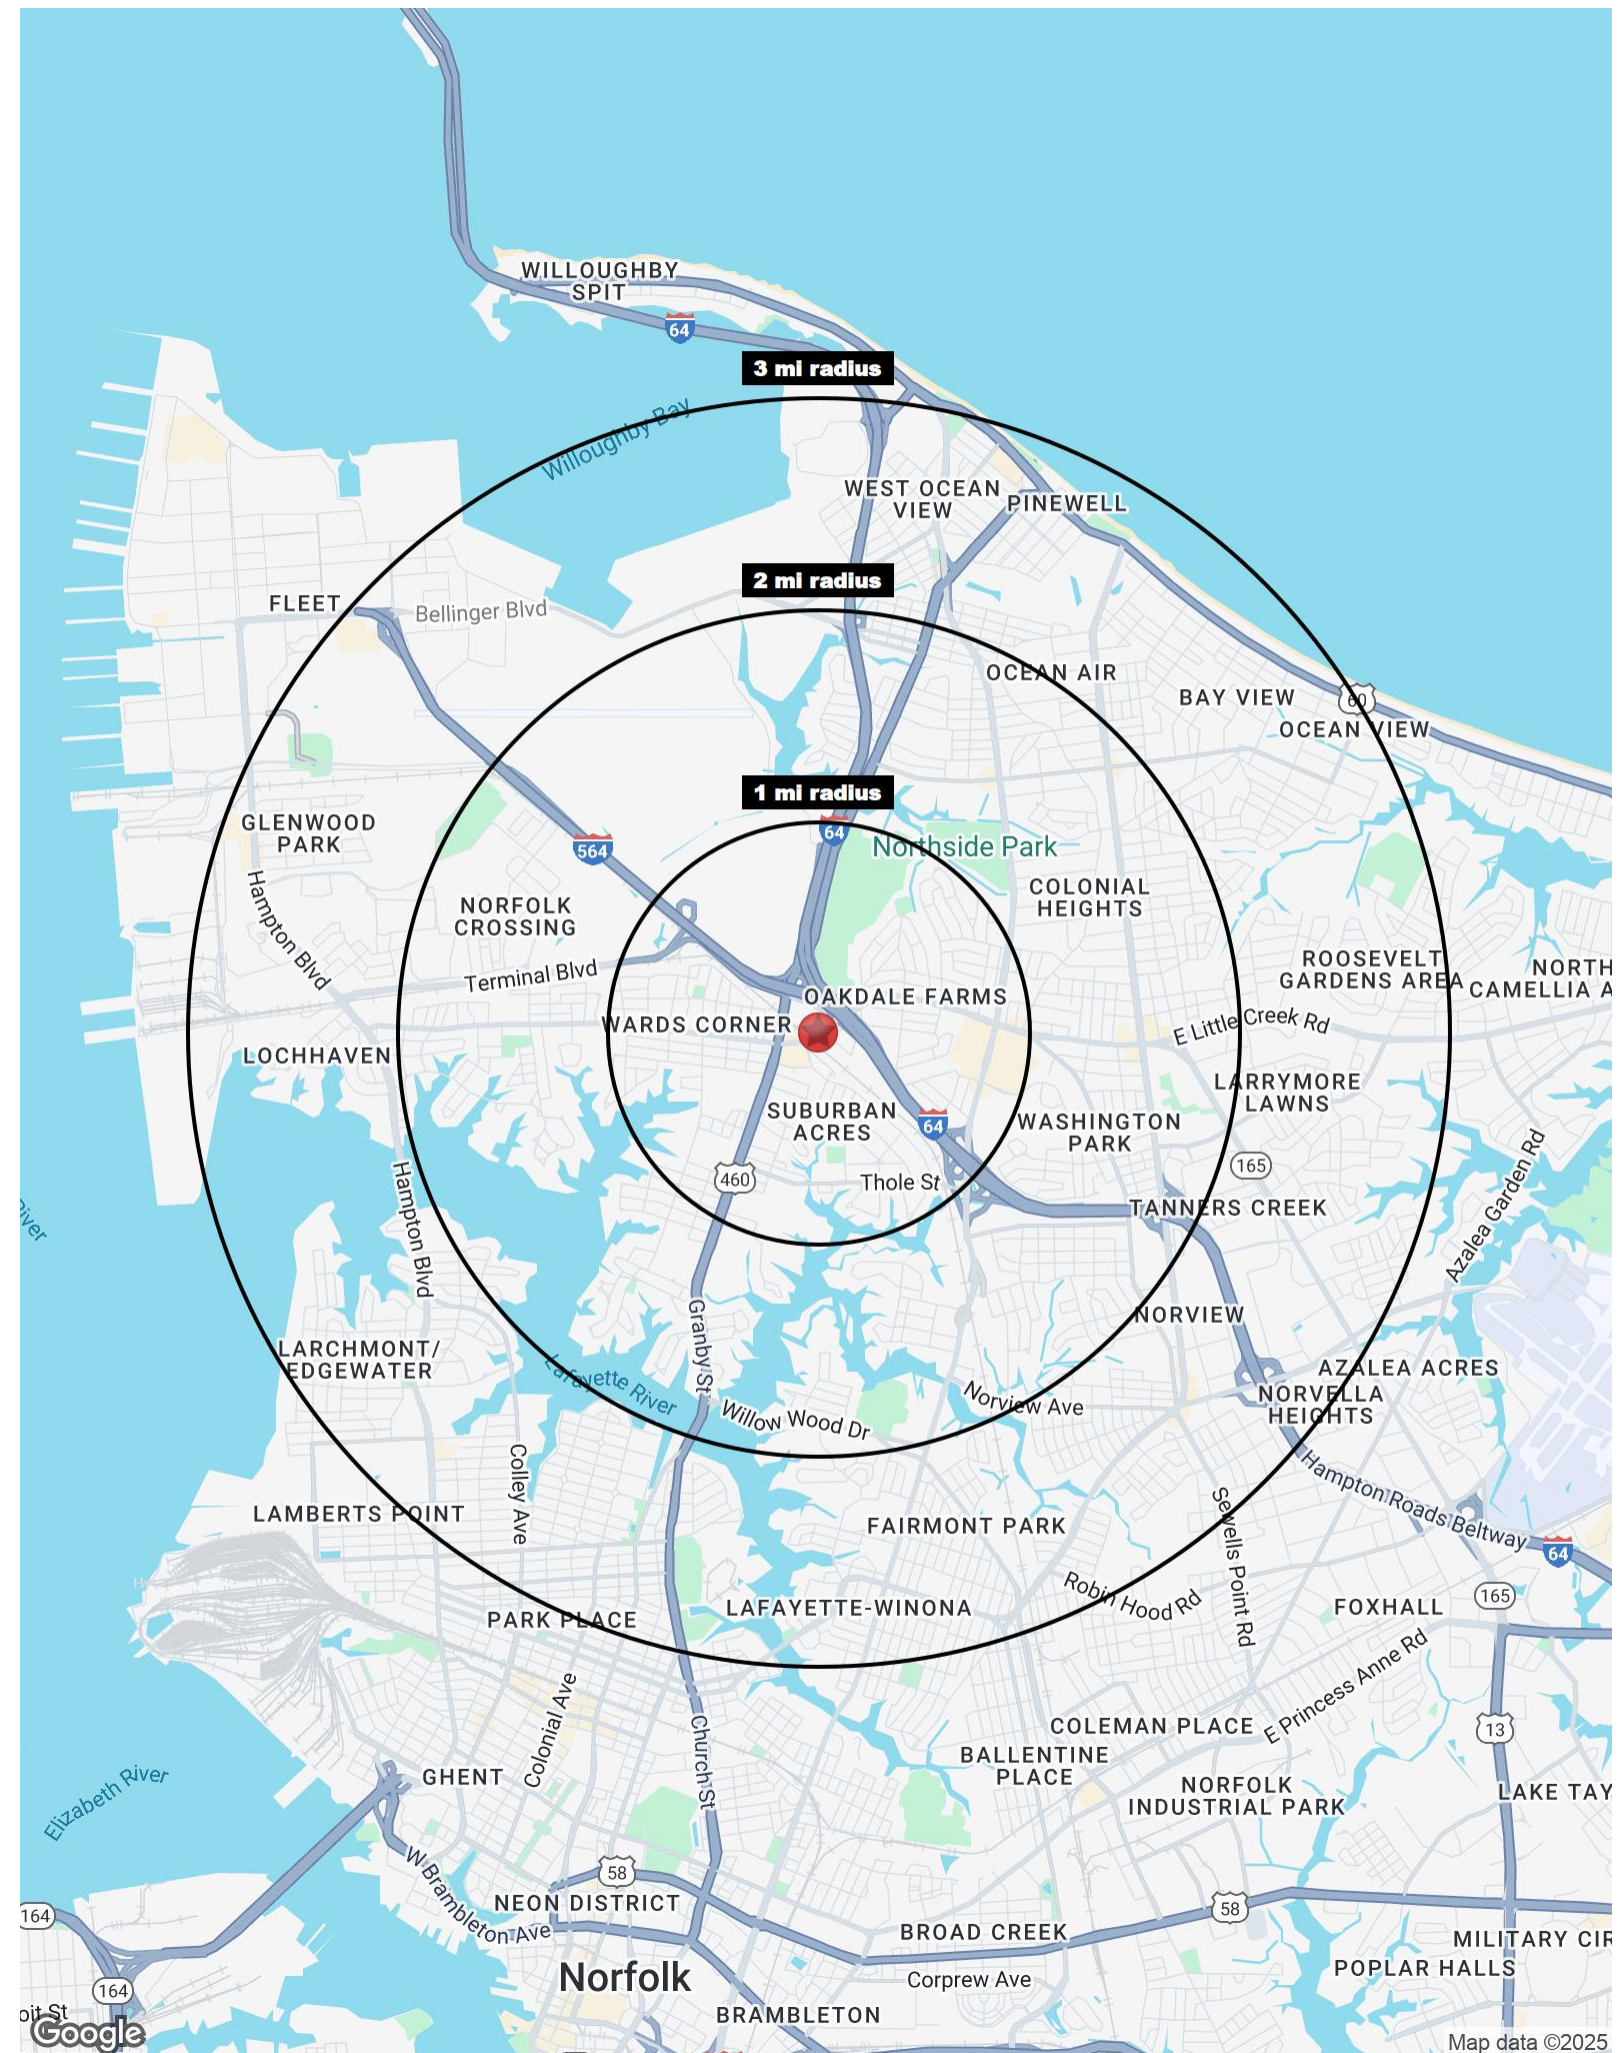 WILLOUGHBY
SPIT
64
3 mi radius
Willoughby Bay
WEST OCEAN
VIEW
PINEWELL
2 mi radius
FLEET
Bellinger Blvd
OCEAN AIR
BAY VIEW
60
OCEAN VIEW
1 mi radius
GLENWOOD
PARK
64
564
Northside Park
COLONIAL
HEIGHTS
NORFOLK
CROSSING
Hampton Blvd
Terminal Blvd
ROOSEVELT
GARDENS AREA
NORTH
CAMELLIA A
OAKDALE FARMS
WARDS CORNER
E Little Creek Rd
LOCHHAVEN
LARRYMORE
LAWNS
SUBURBAN
ACRES
64
WASHINGTON
PARK
165
460
Thole St
Hampton Blvd
TANNERS CREEK
Azalea Garden Rd
River
NORVIEW
Granby St
LARCHMONT/
EDGEWATER
Lafayette River
AZALEA ACRES
NORVELLA
HEIGHTS
Norview Ave
Willow Wood Dr
Colley Ave
Hampton Roads Beltway
64
LAMBERTS POINT
FAIRMONT PARK
Sewells Point Rd
Robin Hood Rd
165
PARK PLACE
LAFAYETTE-WINONA
FOXHALL
E Princess Anne Rd
Colonial Ave
Church St
COLEMAN PLACE
13
BALLENTINE
PLACE
GHENT
Elizabeth River
NORFOLK
INDUSTRIAL PARK
LAKE TAY
W Brambleton Ave
58
NEON DISTRICT
58
164
BROAD CREEK
MILITARY CIR
POPLAR HALLS
Norfolk
Corprew Ave
164
BRAMBLETON
oit St
Google
Map data ©2025